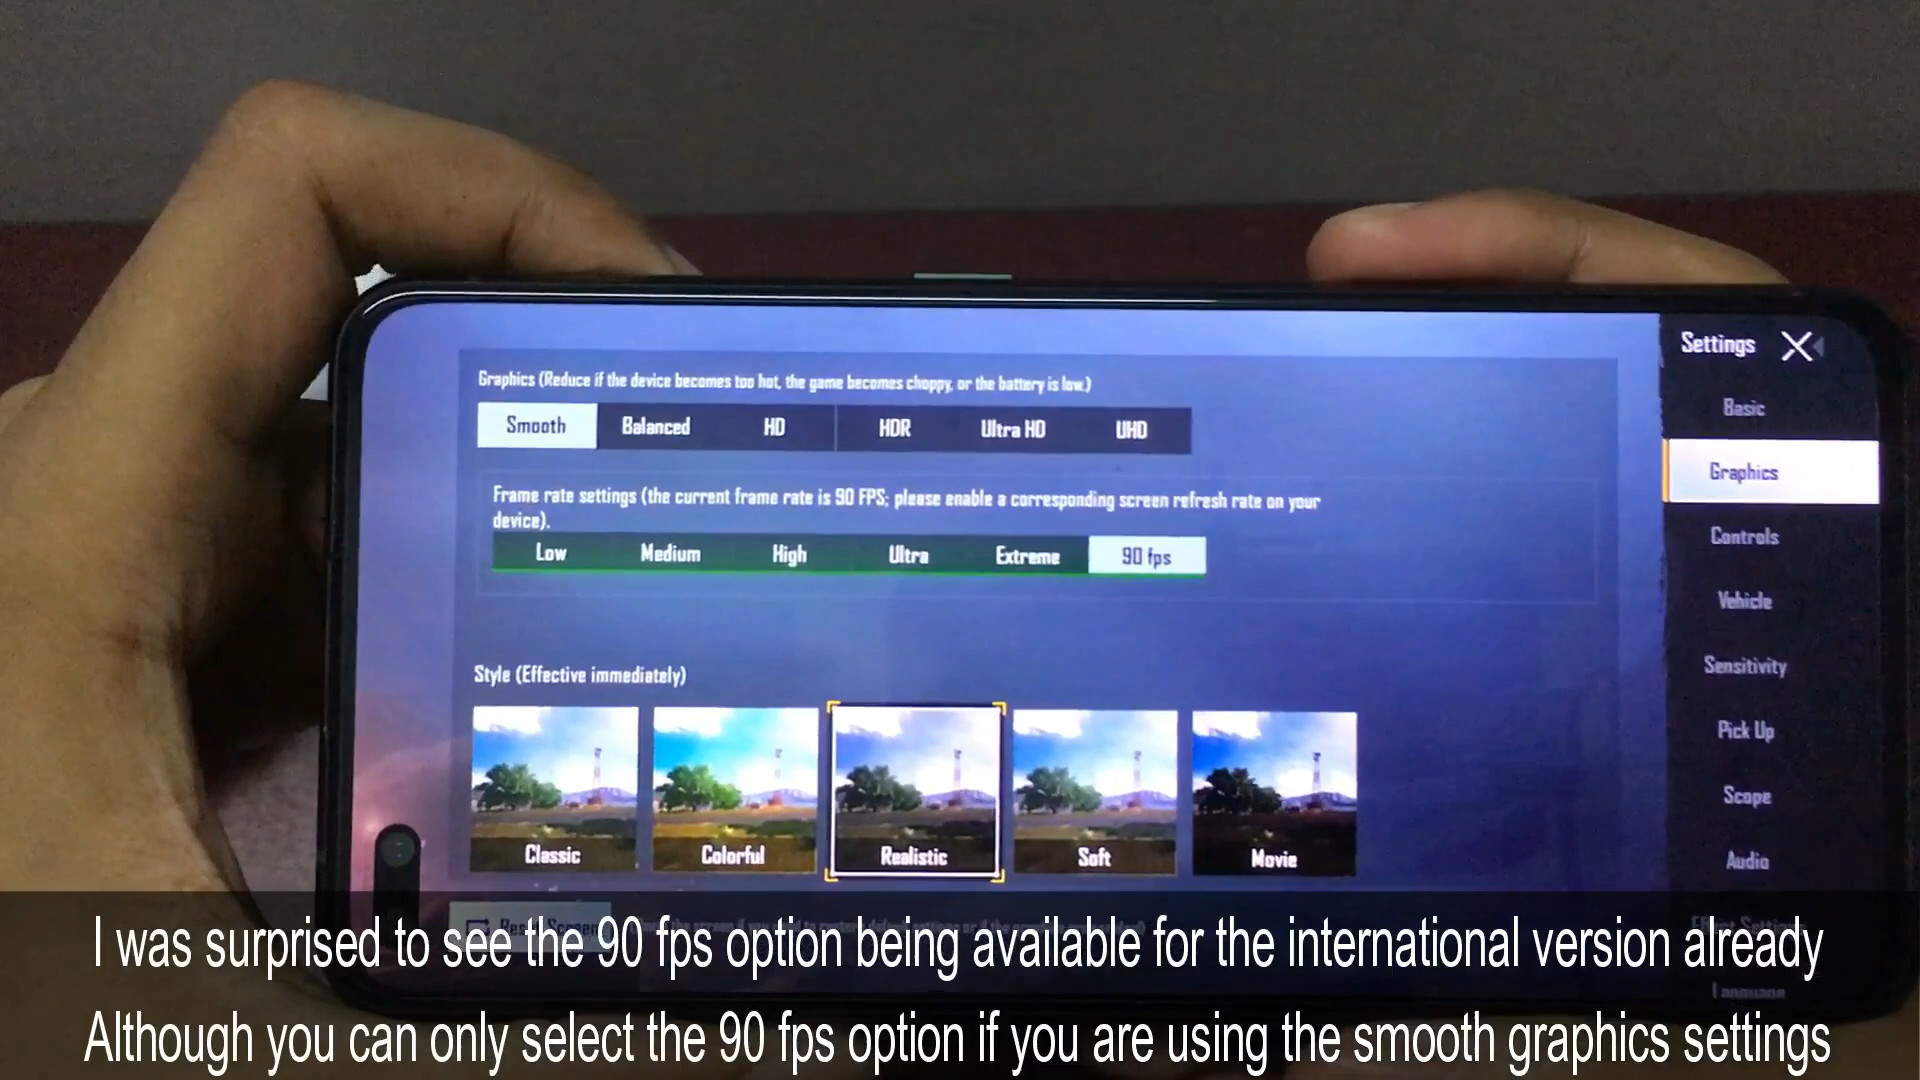 Settings
Graphics (Reduce if the device becomes too hot, the game becomes choppy, or the battery is low.)
Smooth Balanced HD HDR Ultra HD UHD
Frame rate settings (the current frame rate is 90 FPS; please enable a corresponding screen refresh rate on your
device).
Low Medium High Ultra Extreme 90 fps
Style (Effective immediately)
Classic Colorful Realistic Soft Movie
Basic
Graphics
Controls
Vehicle
Sensitivity
Pick Up
Scope
Audio
Language
I was surprised to see the 90 fps option being available for the international version already
Although you can only select the 90 fps option if you are using the smooth graphics settings